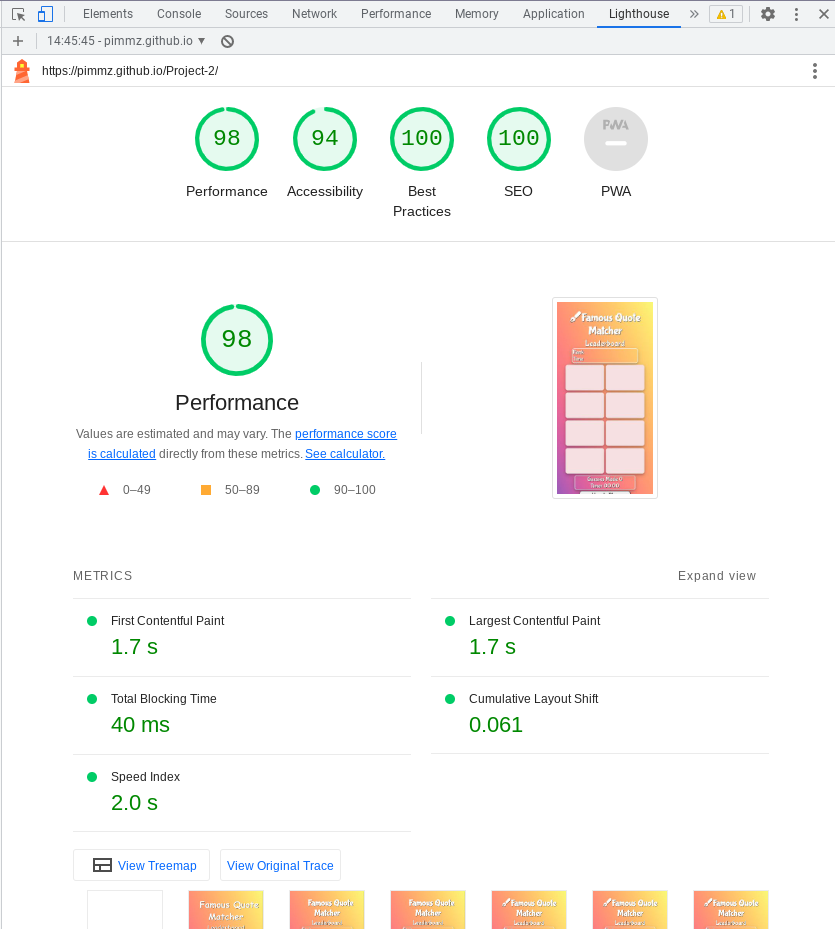 Elements Console Sources Network Performance Memory Application Lighthouse » 1
14:45:45 - pimmz.github.io
https://pimmz.github.io/Project-2/
98 94 100 100 PWA
Performance Accessibility Best Practices SEO PWA
98
Performance
Values are estimated and may vary. The performance score
is calculated directly from these metrics. See calculator.
0–49 50–89 90–100
Famous Quote
Matcher
Leaderboard
METRICS Expand view
First Contentful Paint
1.7 s
Largest Contentful Paint
1.7 s
Total Blocking Time
40 ms
Cumulative Layout Shift
0.061
Speed Index
2.0 s
View Treemap View Original Trace
Famous Quote Famous Quote Famous Quote Famous Quote Famous Quote Famous Quote
Matcher Matcher Matcher Matcher Matcher Matcher